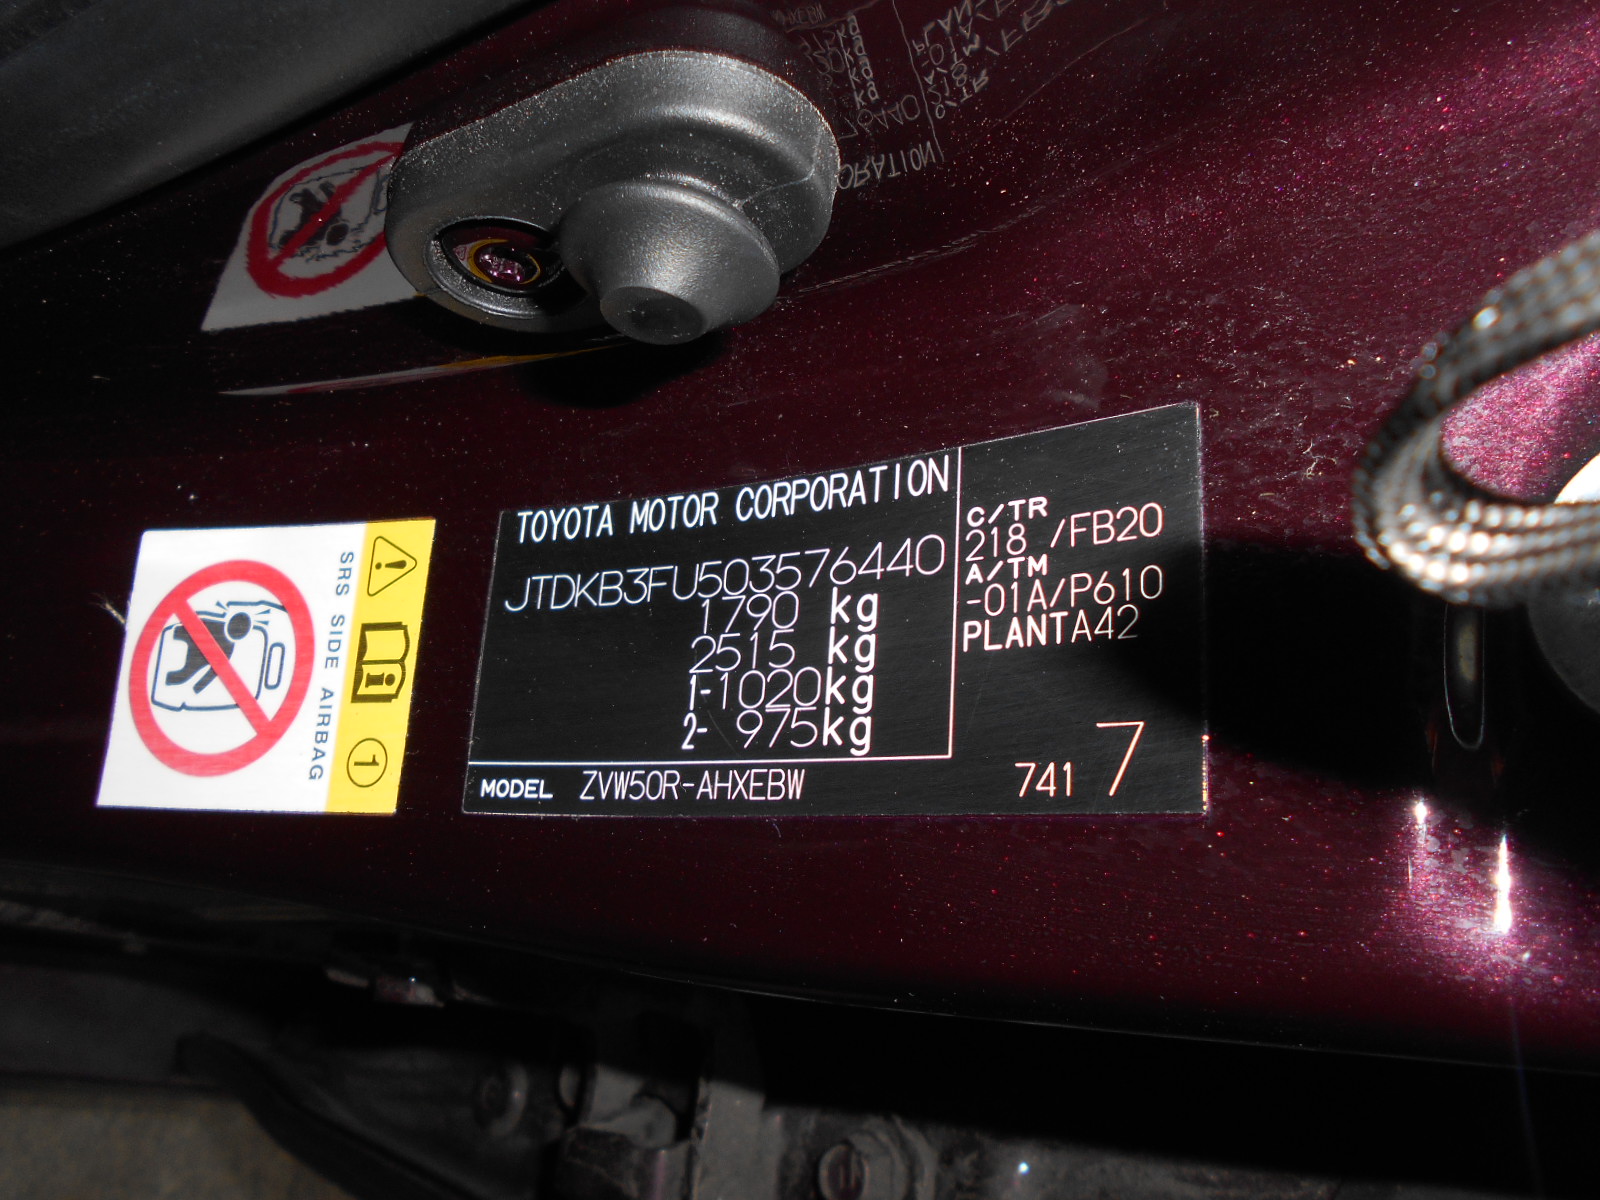 TOYOTA MOTOR CORPORATION
JTDKB3FU503576440
1790 kg
2515 kg
1-1020kg
2- 975kg
MODEL ZVW50R-AHXEBW
C/TR
218 /FB20
A/TM
-01A/P610
PLANTA42
741 7
SRS SIDE AIRBAG
1